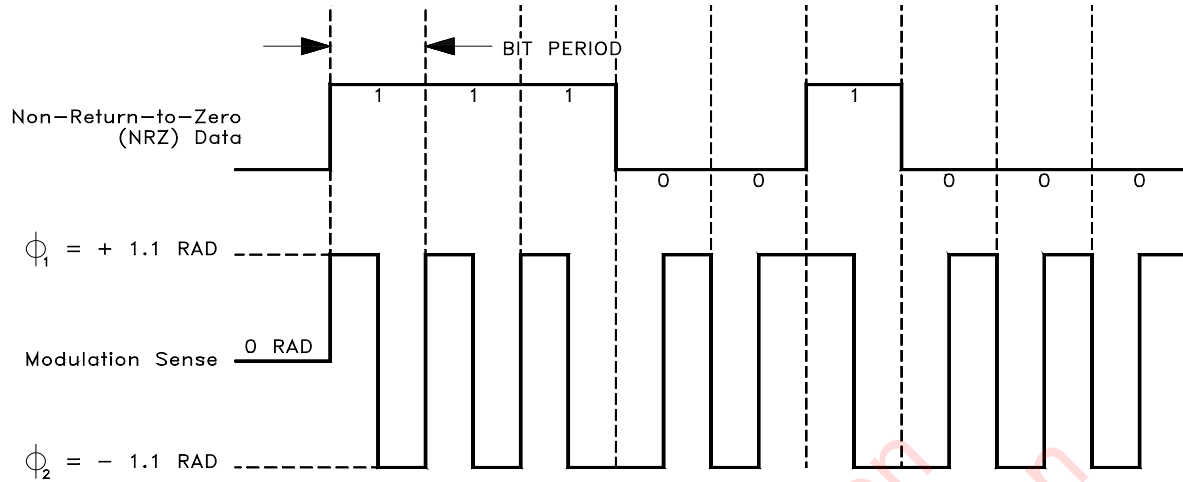 BIT PERIOD
1 1 1 1
Non-Return-to-Zero
(NRZ) Data
0 0 0 0 0
ϕ₁ = + 1.1 RAD
0 RAD
Modulation Sense
ϕ₂ = - 1.1 RAD